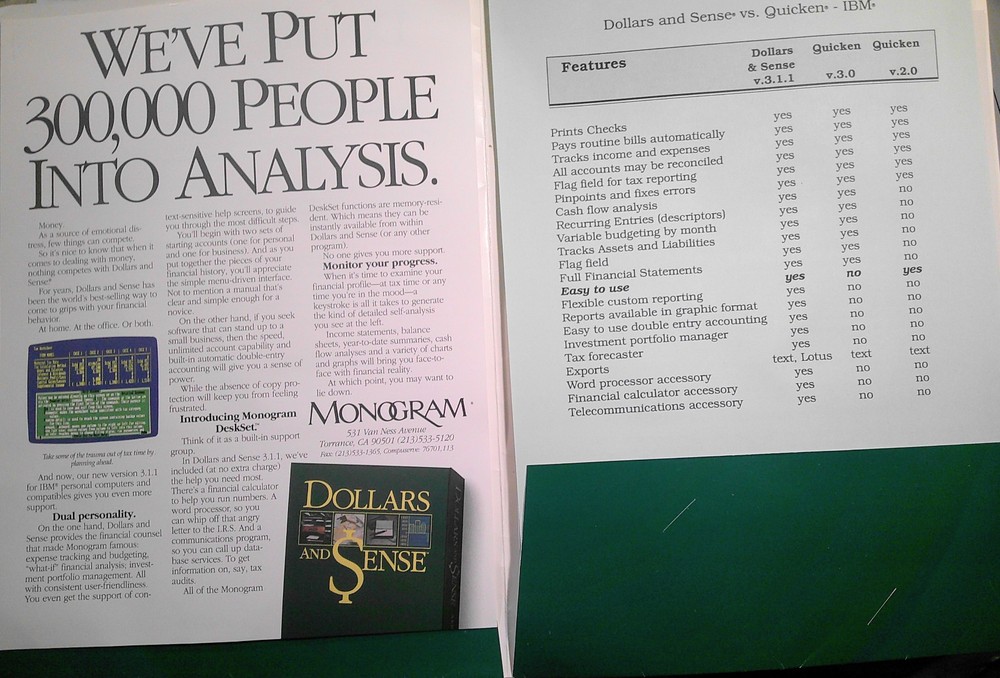 WE'VE PUT
300,000 PEOPLE
INTO ANALYSIS.
Money.
As a source of emotional dis-
tress, few things can compete.
So it's nice to know that when it
comes to dealing with money,
nothing competes with Dollars and
Sense®
For years, Dollars and Sense has
been the world's best-selling way to
come to grips with your financial
behavior.
At home. At the office. Or both.
Take some of the trauma out of tax time by
planning ahead.
And now, our new version 3.1.1
for IBM® personal computers and
compatibles gives you even more
support.
Dual personality.
On the one hand, Dollars and
Sense provides the financial counsel
that made Monogram famous:
expense tracking and budgeting,
"what-if" financial analysis; invest-
ment portfolio management. All
with consistent user-friendliness.
You even get the support of con-
text-sensitive help screens, to guide
you through the most difficult steps.
You'll begin with two sets of
starting accounts (one for personal
and one for business). And as you
put together the pieces of your
financial history, you'll appreciate
the simple menu-driven interface.
Not to mention a manual that's
clear and simple enough for a
novice.
On the other hand, if you seek
software that can stand up to a
small business, then the speed,
unlimited account capability and
built-in automatic double-entry
accounting will give you a sense of
power.
While the absence of copy pro-
tection will keep you from feeling
frustrated.
Introducing Monogram
DeskSet.™
Think of it as a built-in support
group.
In Dollars and Sense 3.1.1, we've
included (at no extra charge)
the help you need most.
There's a financial calculator
to help you run numbers. A
word processor, so you
can whip off that angry
letter to the I.R.S. And a
communications program,
so you can call up data-
base services. To get
information on, say, tax
audits.
All of the Monogram
DeskSet functions are memory-resi-
dent. Which means they can be
instantly available from within
Dollars and Sense (or any other
program).
No one gives you more support.
Monitor your progress.
When it's time to examine your
financial profile—at tax time or any
time you're in the mood—a
keystroke is all it takes to generate
the kind of detailed self-analysis
you see at the left.
Income statements, balance
sheets, year-to-date summaries, cash
flow analyses and a variety of charts
and graphs will bring you face-to-
face with financial reality.
At which point, you may want to
lie down.
MONOGRAM®
531 Van Ness Avenue
Torrance, CA 90501 (213)533-5120
Fax: (213)533-1365, Compuserve: 76701,113
DOLLARS
AND SENSE
DOLLARS AND SENSE
Dollars and Sense® vs. Quicken® - IBM®
Features Dollars & Sense v.3.1.1 Quicken v.3.0 Quicken v.2.0
Prints Checks yes yes yes
Pays routine bills automatically yes yes yes
Tracks income and expenses yes yes yes
All accounts may be reconciled yes yes yes
Flag field for tax reporting yes yes yes
Pinpoints and fixes errors yes yes yes
Cash flow analysis yes yes no
Recurring Entries (descriptors) yes yes no
Variable budgeting by month yes yes no
Tracks Assets and Liabilities yes yes no
Flag field yes yes no
Full Financial Statements yes yes no
Easy to use yes no yes
Flexible custom reporting yes no no
Reports available in graphic format yes no no
Easy to use double entry accounting yes no no
Investment portfolio manager yes no no
Tax forecaster yes no no
Exports text, Lotus text text
Word processor accessory yes no no
Financial calculator accessory yes no no
Telecommunications accessory yes no no